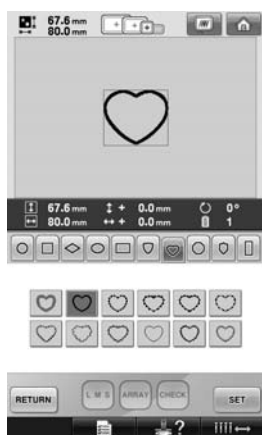 67.6 mm
80.0 mm
67.6 mm + 0.0 mm 0°
80.0 mm + 0.0 mm 1
RETURN L M S ARRAY CHECK SET
?